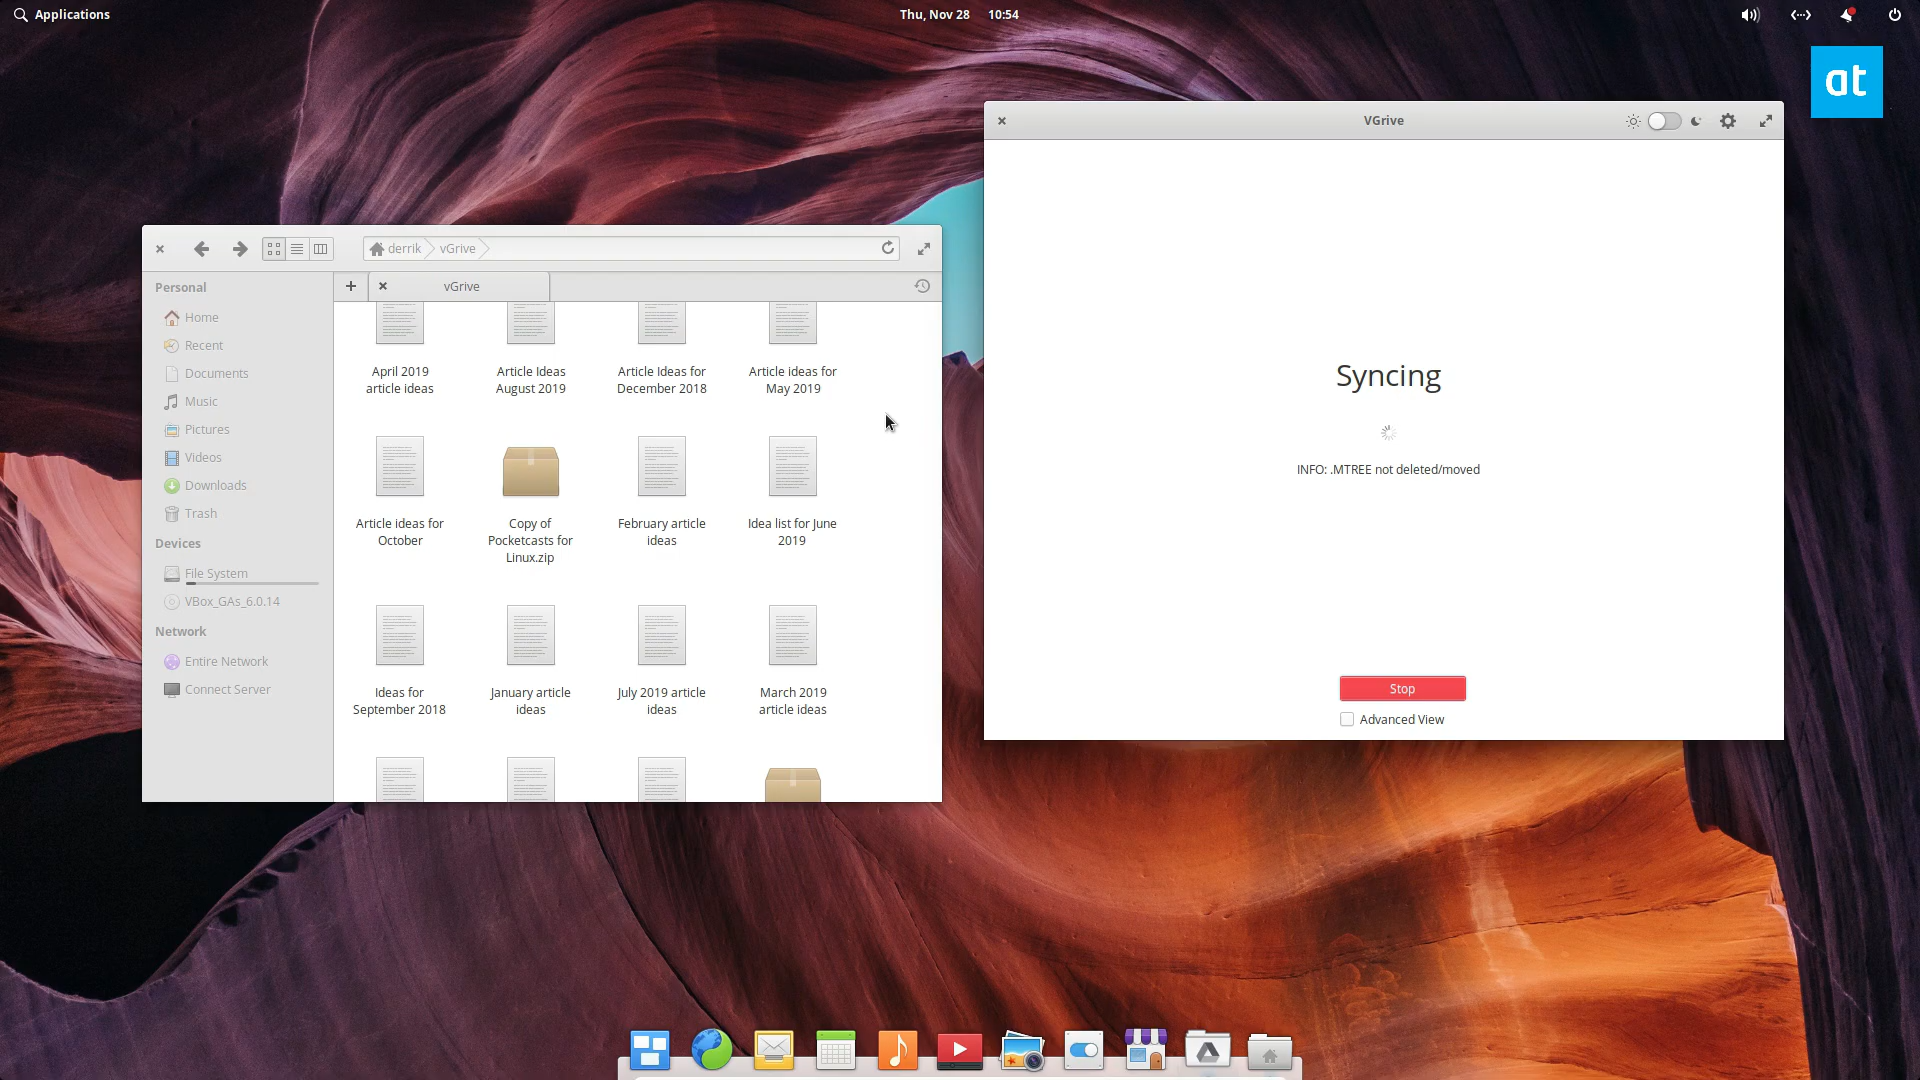 Applications
Thu, Nov 28 10:54
at
VGrive
derrik vGrive
vGrive
Personal
Home
Recent
Documents
Music
Pictures
Videos
Downloads
Trash
Devices
File System
VBox_GAs_6.0.14
Network
Entire Network
Connect Server
April 2019
article ideas
Article Ideas
August 2019
Article Ideas for
December 2018
Article ideas for
May 2019
Article ideas for
October
Copy of
Pocketcasts for
Linux.zip
February article
ideas
Idea list for June
2019
Ideas for
September 2018
January article
ideas
July 2019 article
ideas
March 2019
article ideas
Syncing
INFO: .MTREE not deleted/moved
Stop
Advanced View